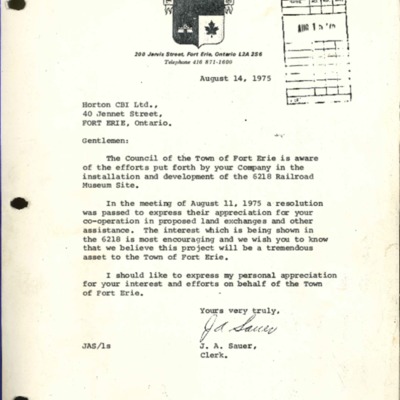 200 Jarvis Street, Fort Erie, Ontario L2A 2S6
Telephone 416 871-1600
AUG 15 '75
August 14, 1975
Horton CBI Ltd.,
40 Jennet Street,
FORT ERIE, Ontario.
Gentlemen:
The Council of the Town of Fort Erie is aware
of the efforts put forth by your Company in the
installation and development of the 6218 Railroad
Museum Site.
In the meeting of August 11, 1975 a resolution
was passed to express their appreciation for your
co-operation in proposed land exchanges and other
assistance. The interest which is being shown in
the 6218 is most encouraging and we wish you to know
that we believe this project will be a tremendous
asset to the Town of Fort Erie.
I should like to express my personal appreciation
for your interest and efforts on behalf of the Town
of Fort Erie.
Yours very truly,
J A Sauer
JAS/ls J. A. Sauer,
Clerk.